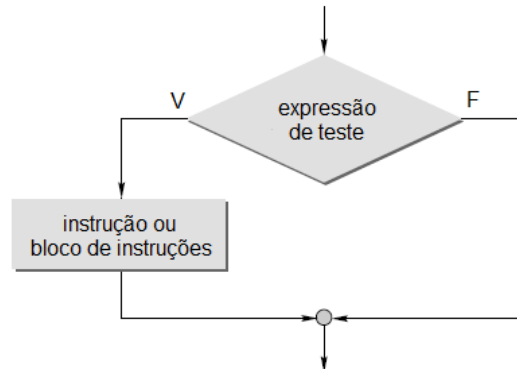 V
expressão
de teste
F
instrução ou
bloco de instruções